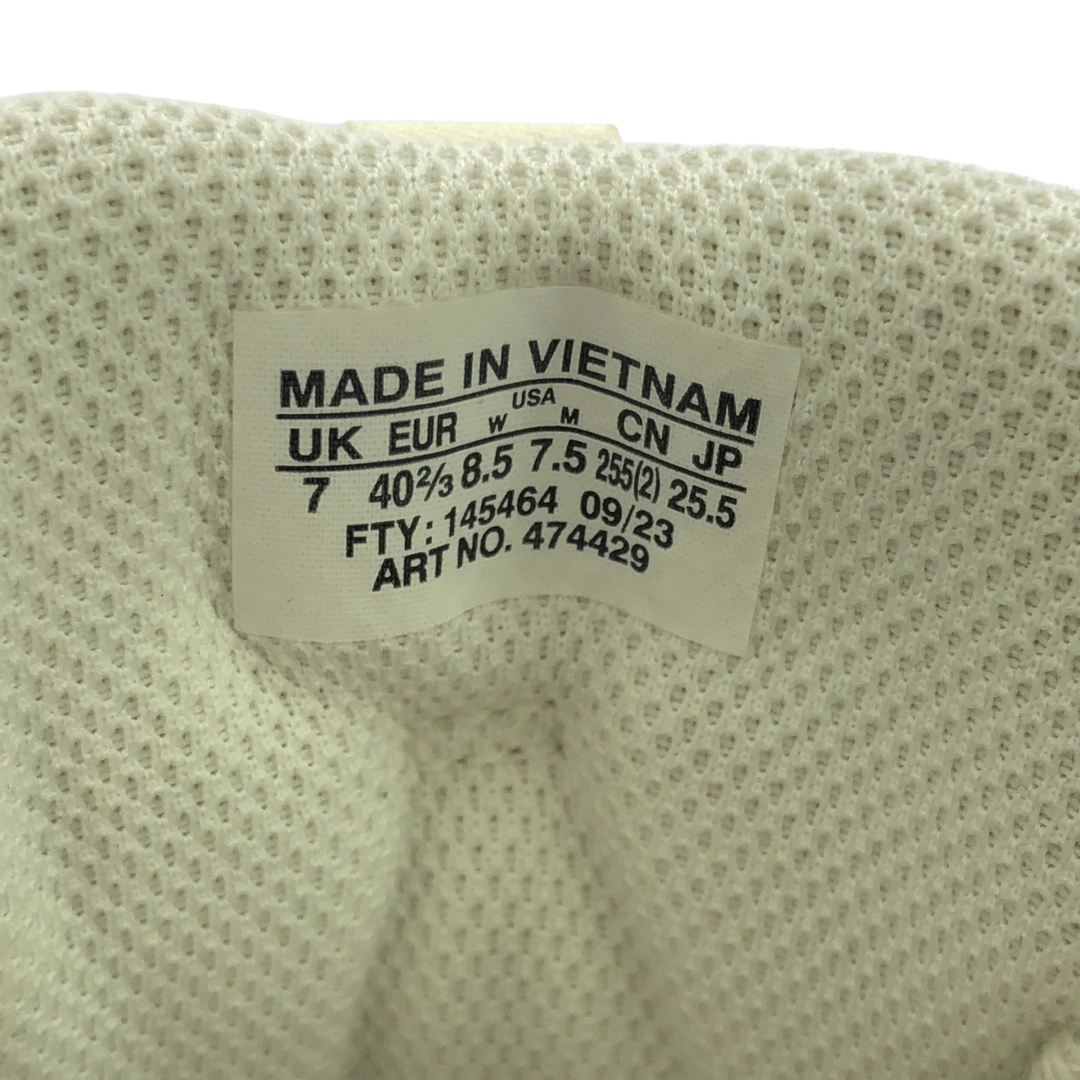 MADE IN VIETNAM
UK EUR W USA M CN JP
7 40⅔ 8.5 7.5 255(2) 25.5
FTY: 145464 09/23
ART NO. 474429